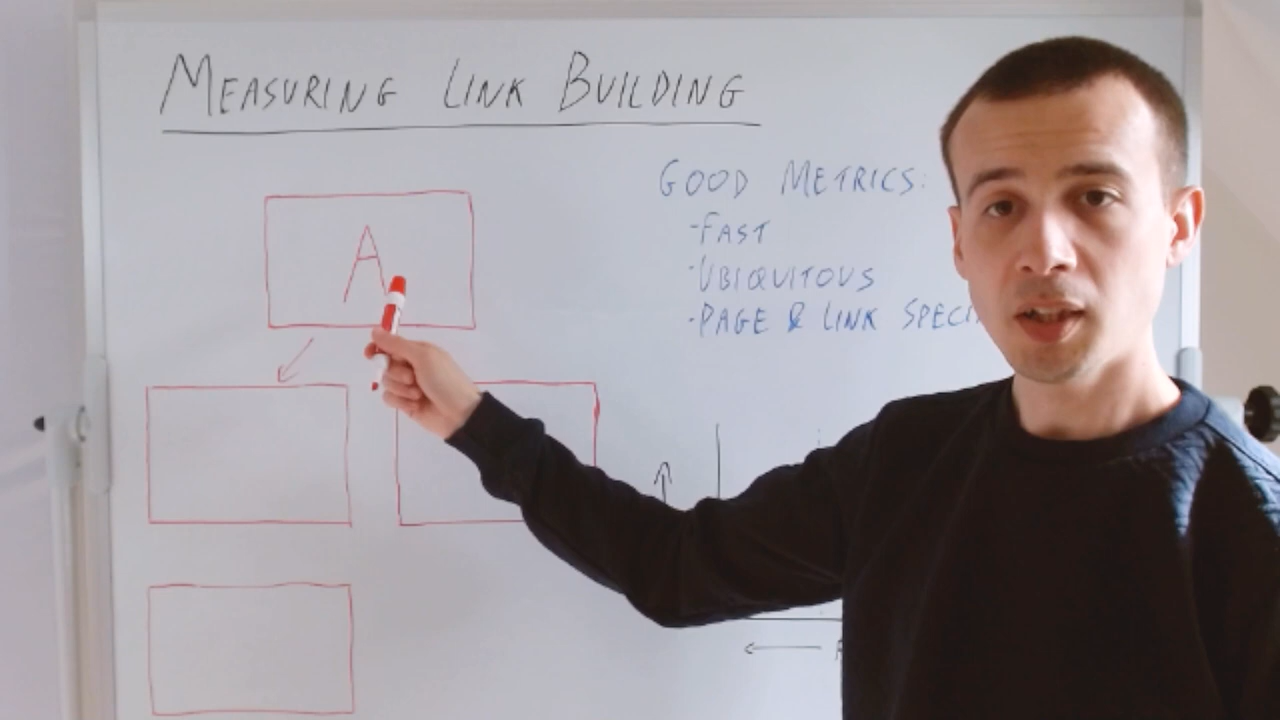 MEASURING LINK BUILDING
GOOD METRICS:
A
-FAST
-UBIQUITOUS
-PAGE & LINK